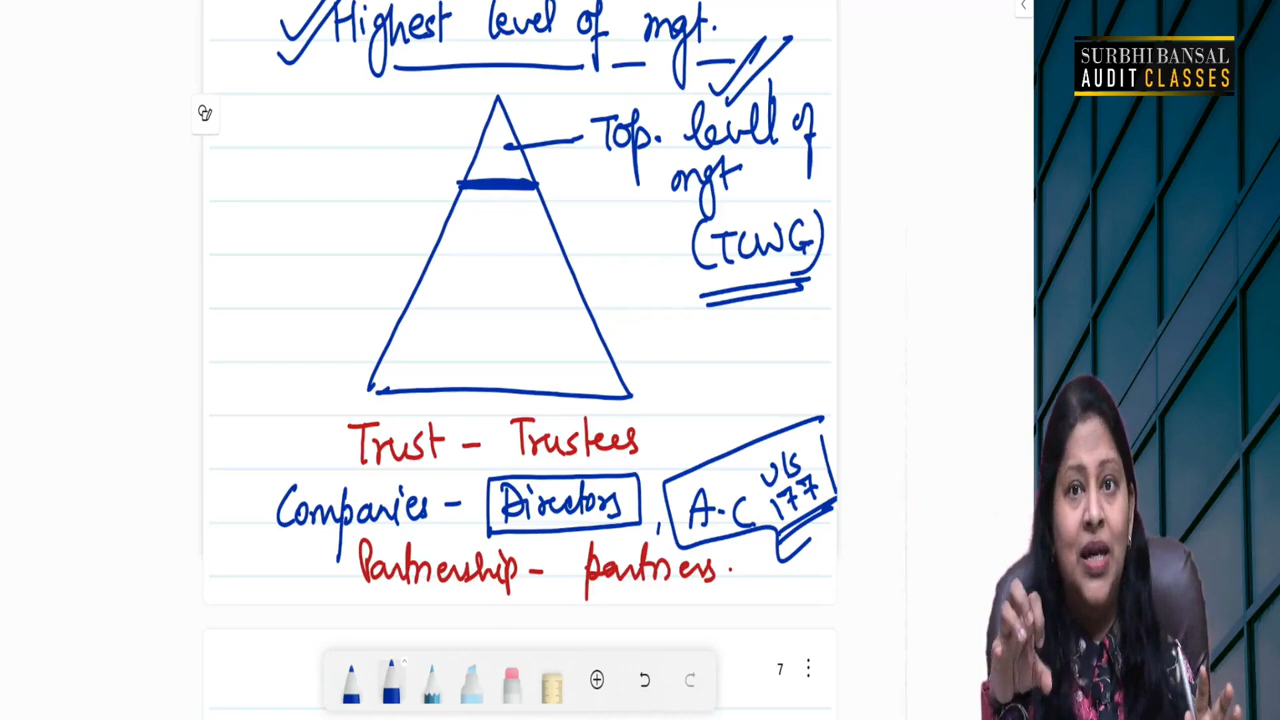 Highest level of mgt.
SURBHI BANSAL
AUDIT CLASSES
Top. level of
mgt
(TCWG)
Trust - Trustees
Companies - Directors, A.C u/s 177
Partnership - partners.
7